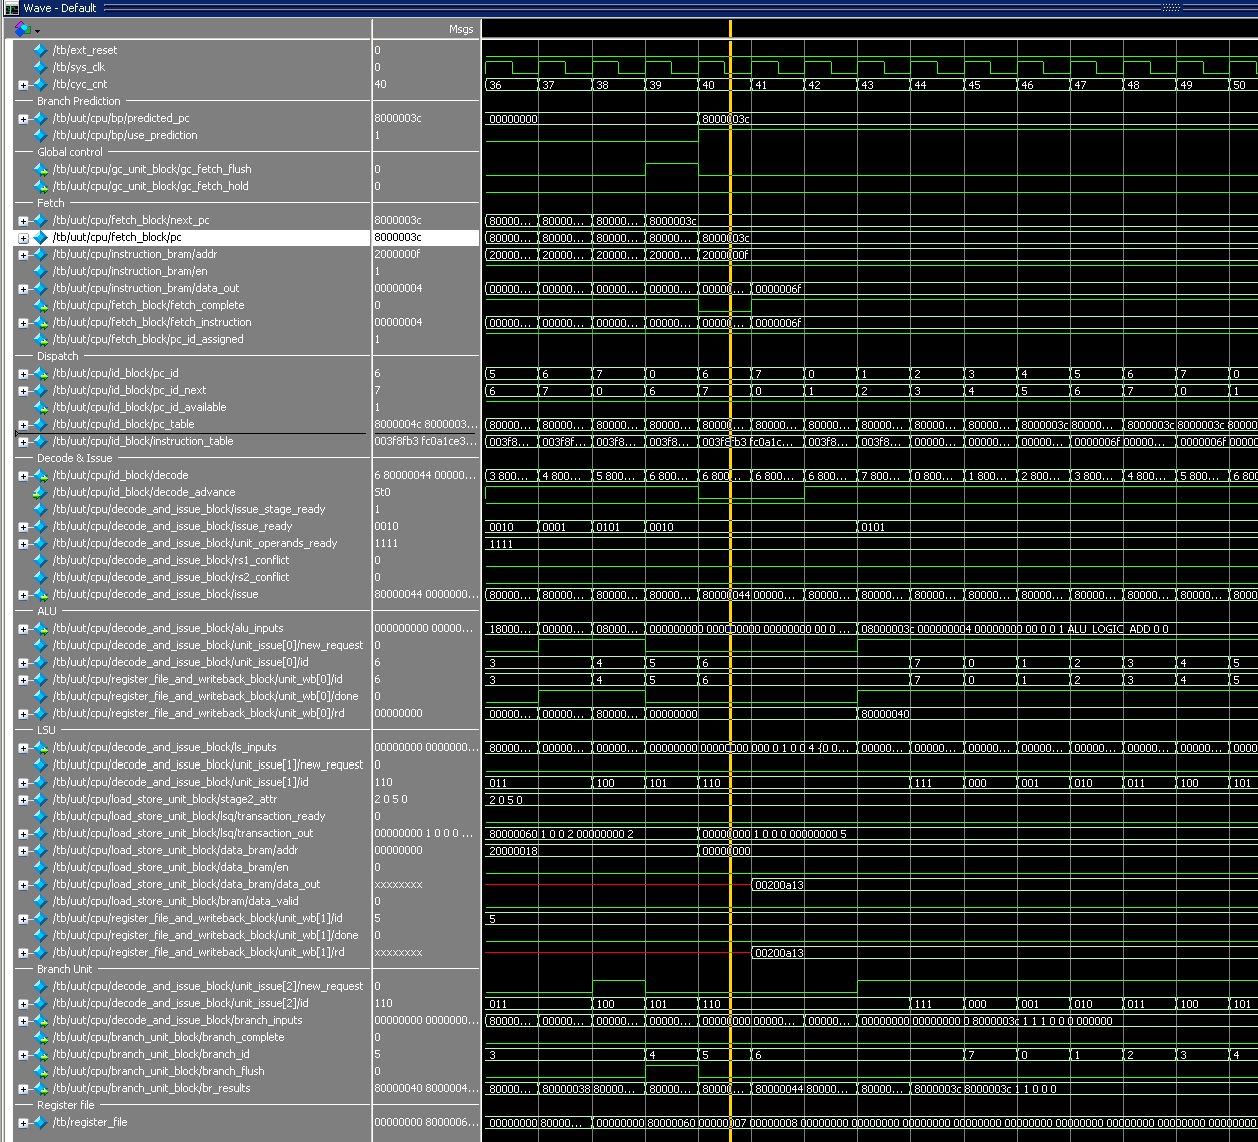 Wave - Default
Msgs
/tb/ext_reset 0
/tb/sys_clk 0
/tb/cyc_cnt 40 36 37 38 39 40 41 42 43 44 45 46 47 48 49 50
Branch Prediction
/tb/uut/cpu/bp/predicted_pc 8000003c 00000000 8000003c
/tb/uut/cpu/bp/use_prediction 1
Global control
/tb/uut/cpu/gc_unit_block/gc_fetch_flush 0
/tb/uut/cpu/gc_unit_block/gc_fetch_hold 0
Fetch
/tb/uut/cpu/fetch_block/next_pc 8000003c 80000... 80000... 80000... 8000003c
/tb/uut/cpu/fetch_block/pc 8000003c 80000... 80000... 80000... 80000... 8000003c
/tb/uut/cpu/instruction_bram/addr 2000000f 20000... 20000... 20000... 20000... 2000000f
/tb/uut/cpu/instruction_bram/en 1
/tb/uut/cpu/instruction_bram/data_out 00000004 00000... 00000... 00000... 00000... 00000... 0000006f
/tb/uut/cpu/fetch_block/fetch_complete 0
/tb/uut/cpu/fetch_block/fetch_instruction 00000004 00000... 00000... 00000... 00000... 00000... 0000006f
/tb/uut/cpu/fetch_block/pc_id_assigned 1
Dispatch
/tb/uut/cpu/id_block/pc_id 6 5 6 7 0 6 7 0 1 2 3 4 5 6 7 0
/tb/uut/cpu/id_block/pc_id_next 7 6 7 0 6 7 0 1 2 3 4 5 6 7 0 1
/tb/uut/cpu/id_block/pc_id_available 1
/tb/uut/cpu/id_block/pc_table 8000004c 8000003... 80000... 80000... 80000... 80000... 80000... 80000... 80000... 80000... 80000... 80000... 8000003c 80000... 8000003c 80000... 8000003c 80000
/tb/uut/cpu/id_block/instruction_table 003f8fb3 fc0a1ce3... 003f8... 003f8f... 003f8... 003f8... 003f8fb3 fc0a1c... 003f8... 003f8... 00000... 00000... 0000006f 00000... 0000006f 00000
Decode & Issue
/tb/uut/cpu/id_block/decode 6 80000044 00000... 3 800... 4 800... 5 800... 6 800... 6 800... 6 800... 6 800... 7 800... 0 800... 1 800... 2 800... 3 800... 4 800... 5 800... 6 800
/tb/uut/cpu/id_block/decode_advance St0
/tb/uut/cpu/decode_and_issue_block/issue_stage_ready 1
/tb/uut/cpu/decode_and_issue_block/issue_ready 0010 0010 0001 0101 0010 0101
/tb/uut/cpu/decode_and_issue_block/unit_operands_ready 1111 1111
/tb/uut/cpu/decode_and_issue_block/rs1_conflict 0
/tb/uut/cpu/decode_and_issue_block/rs2_conflict 0
/tb/uut/cpu/decode_and_issue_block/issue 80000044 0000000... 80000... 80000... 80000... 80000... 80000044 00000... 80000... 80000... 80000... 80000... 80000... 80000... 80000... 80000... 80000
ALU
/tb/uut/cpu/decode_and_issue_block/alu_inputs 000000000 00000... 18000... 00000... 08000... 00000... 000000000 000000000 00000000 00 0 ... 08000003c 000000004 00000000 00 0 0 1 ALU_LOGIC_ADD 0 0
/tb/uut/cpu/decode_and_issue_block/unit_issue[0]/new_request 0
/tb/uut/cpu/decode_and_issue_block/unit_issue[0]/id 6 3 4 5 6 7 0 1 2 3 4 5
/tb/uut/cpu/register_file_and_writeback_block/unit_wb[0]/id 6 3 4 5 6 7 0 1 2 3 4 5
/tb/uut/cpu/register_file_and_writeback_block/unit_wb[0]/done 0
/tb/uut/cpu/register_file_and_writeback_block/unit_wb[0]/rd 00000000 00000... 00000... 80000... 00000000 80000040
LSU
/tb/uut/cpu/decode_and_issue_block/ls_inputs 00000000 0000000... 80000... 00000... 00000... 00000000 00000000 000 0 1 0 0 4 {0 0... 00000... 00000... 00000... 00000... 00000... 00000... 00000... 0000
/tb/uut/cpu/decode_and_issue_block/unit_issue[1]/new_request 0
/tb/uut/cpu/decode_and_issue_block/unit_issue[1]/id 110 011 100 101 110 111 000 001 010 011 100 101
/tb/uut/cpu/load_store_unit_block/stage2_attr 2 0 5 0 2 0 5 0
/tb/uut/cpu/load_store_unit_block/lsq/transaction_ready 0
/tb/uut/cpu/load_store_unit_block/lsq/transaction_out 00000000 1 0 0 0 ... 80000060 1 0 0 2 00000000 2 00000000 1 0 0 0 00000000 5
/tb/uut/cpu/load_store_unit_block/data_bram/addr 00000000 20000018 00000000
/tb/uut/cpu/load_store_unit_block/data_bram/en 0
/tb/uut/cpu/load_store_unit_block/data_bram/data_out xxxxxxxx 00200a13
/tb/uut/cpu/load_store_unit_block/bram/data_valid 0
/tb/uut/cpu/register_file_and_writeback_block/unit_wb[1]/id 5 5
/tb/uut/cpu/register_file_and_writeback_block/unit_wb[1]/done 0
/tb/uut/cpu/register_file_and_writeback_block/unit_wb[1]/rd xxxxxxxx 00200a13
Branch Unit
/tb/uut/cpu/decode_and_issue_block/unit_issue[2]/new_request 0
/tb/uut/cpu/decode_and_issue_block/unit_issue[2]/id 110 011 100 101 110 111 000 001 010 011 100 101
/tb/uut/cpu/decode_and_issue_block/branch_inputs 00000000 0000000... 80000... 00000... 00000... 00000... 00000000 00000... 00000... 00000000 00000000 0 8000003c 1 1 1 0 0 0 000000
/tb/uut/cpu/branch_unit_block/branch_complete 0
/tb/uut/cpu/branch_unit_block/branch_id 5 3 4 5 6 7 0 1 2 3 4
/tb/uut/cpu/branch_unit_block/branch_flush 0
/tb/uut/cpu/branch_unit_block/br_results 80000040 8000004... 80000... 80000038 80000... 80000... 80000... 80000044 80000... 80000... 8000003c 8000003c 1 1 0 0 0
Register file
/tb/register_file 00000000 8000006... 00000000 80000... 00000000 80000060 00000007 00000008 00000000 00000000 00000000 00000000 00000000 00000000 0000000